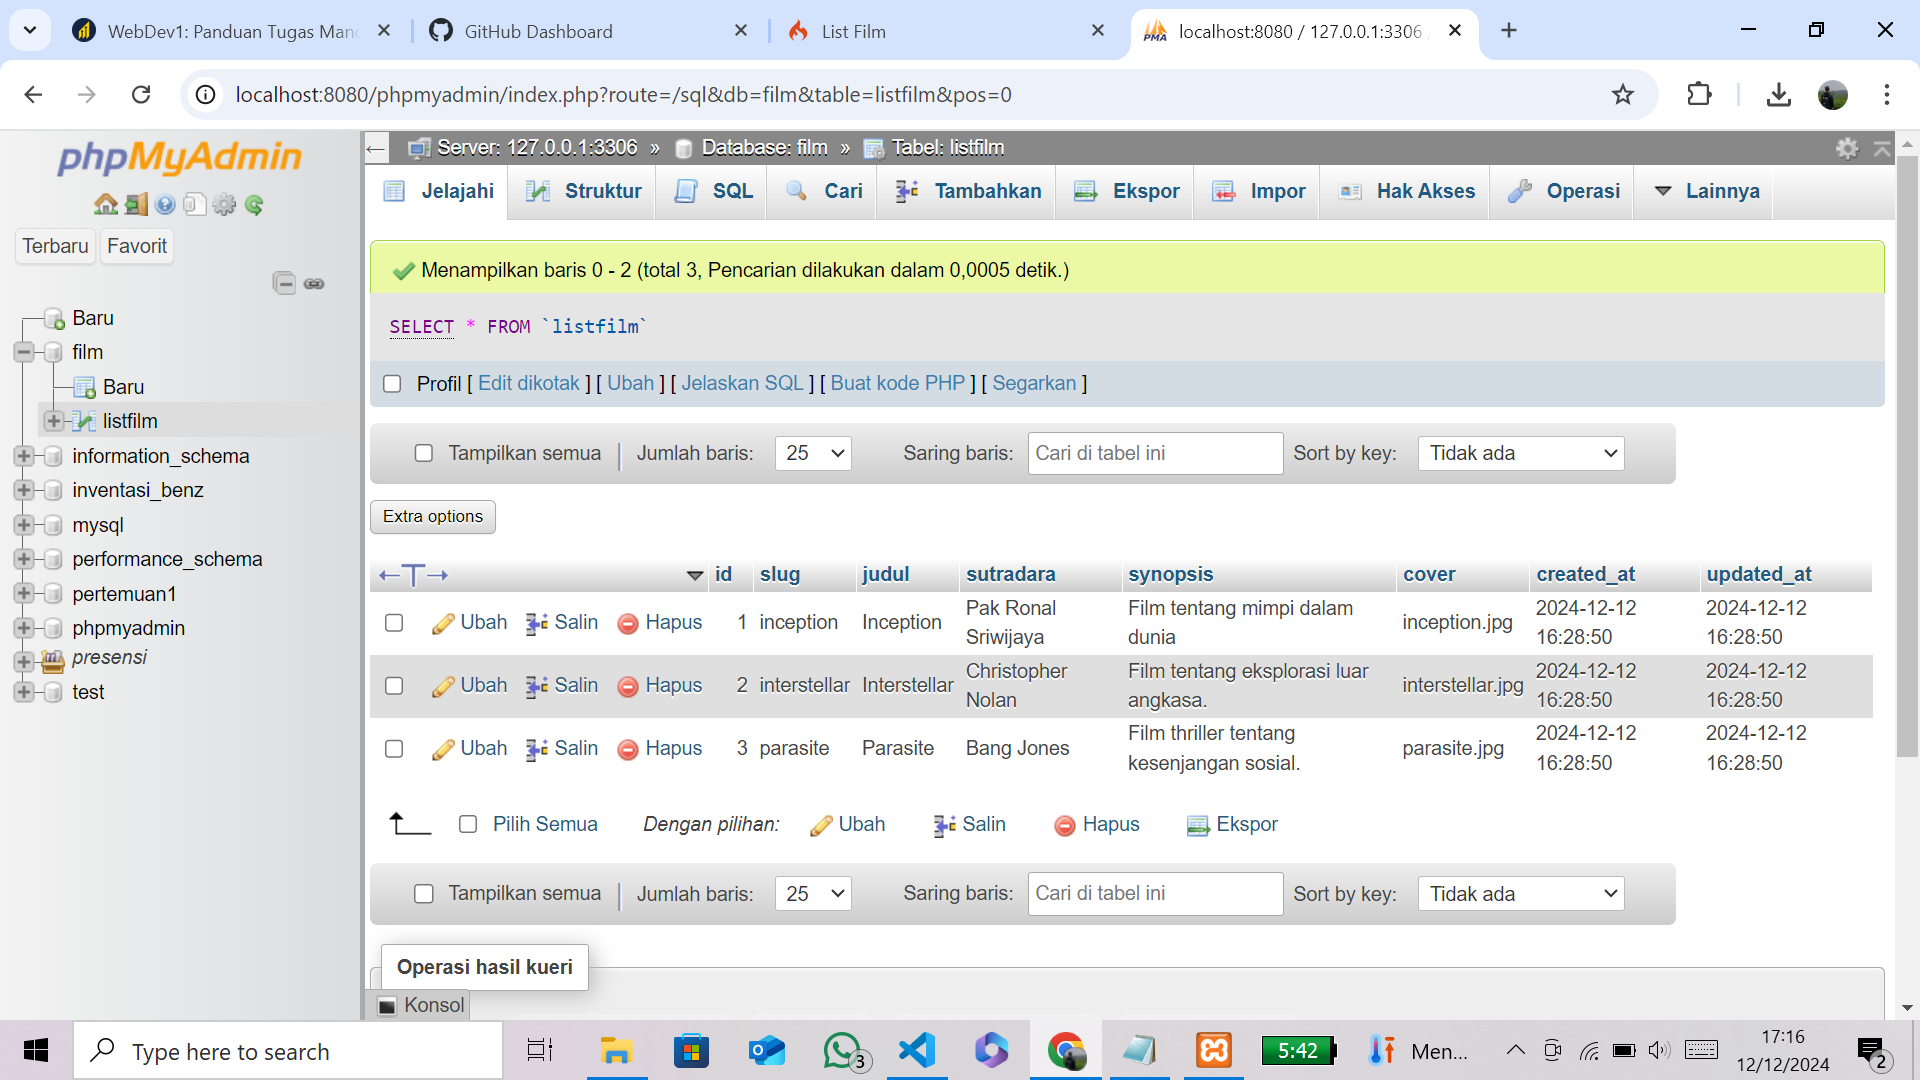 WebDev1: Panduan Tugas Man
GitHub Dashboard
List Film
localhost:8080 / 127.0.0.1:3306
localhost:8080/phpmyadmin/index.php?route=/sql&db=film&table=listfilm&pos=0
phpMyAdmin
Terbaru
Favorit
Baru
film
Baru
listfilm
information_schema
inventasi_benz
mysql
performance_schema
pertemuan1
phpmyadmin
presensi
test
Server: 127.0.0.1:3306 » Database: film » Tabel: listfilm
Jelajahi Struktur SQL Cari Tambahkan Ekspor Impor Hak Akses Operasi Lainnya
Menampilkan baris 0 - 2 (total 3, Pencarian dilakukan dalam 0,0005 detik.)
SELECT * FROM `listfilm`
Profil [ Edit dikotak ] [ Ubah ] [ Jelaskan SQL ] [ Buat kode PHP ] [ Segarkan ]
Tampilkan semua | Jumlah baris: 25 Saring baris: Cari di tabel ini Sort by key: Tidak ada
Extra options
←T→ id slug judul sutradara synopsis cover created_at updated_at
Ubah Salin Hapus 1 inception Inception Pak Ronal Sriwijaya Film tentang mimpi dalam dunia inception.jpg 2024-12-12 16:28:50 2024-12-12 16:28:50
Ubah Salin Hapus 2 interstellar Interstellar Christopher Nolan Film tentang eksplorasi luar angkasa. interstellar.jpg 2024-12-12 16:28:50 2024-12-12 16:28:50
Ubah Salin Hapus 3 parasite Parasite Bang Jones Film thriller tentang kesenjangan sosial. parasite.jpg 2024-12-12 16:28:50 2024-12-12 16:28:50
Pilih Semua Dengan pilihan: Ubah Salin Hapus Ekspor
Tampilkan semua | Jumlah baris: 25 Saring baris: Cari di tabel ini Sort by key: Tidak ada
Operasi hasil kueri
Konsol
Type here to search
3
5:42
Men...
17:16
12/12/2024
2